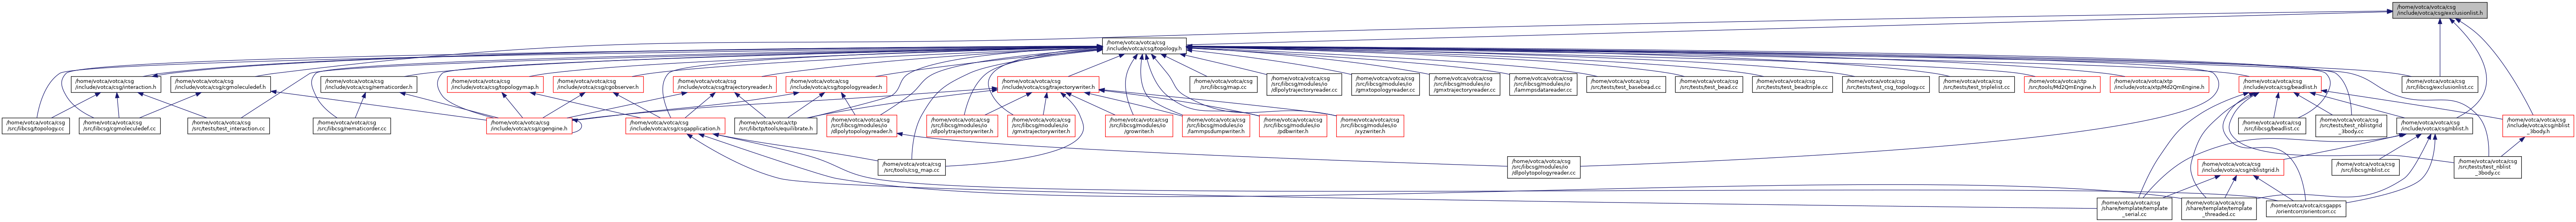 /home/votca/votca/csg
/include/votca/csg/exclusionlist.h
/home/votca/votca/csg
/include/votca/csg/topology.h
/home/votca/votca/csg
/include/votca/csg/interaction.h
/home/votca/votca/csg
/include/votca/csg/cgmoleculedef.h
/home/votca/votca/csg
/include/votca/csg/nematicorder.h
/home/votca/votca/csg
/include/votca/csg/topologymap.h
/home/votca/votca/csg
/include/votca/csg/cgobserver.h
/home/votca/votca/csg
/include/votca/csg/trajectoryreader.h
/home/votca/votca/csg
/include/votca/csg/topologyreader.h
/home/votca/votca/csg
/include/votca/csg/trajectorywriter.h
/home/votca/votca/csg
/src/libcsg/map.cc
/home/votca/votca/csg
/src/libcsg/modules/io
/dlpolytrajectoryreader.cc
/home/votca/votca/csg
/src/libcsg/modules/io
/gmxtopologyreader.cc
/home/votca/votca/csg
/src/libcsg/modules/io
/gmxtrajectoryreader.cc
/home/votca/votca/csg
/src/libcsg/modules/io
/lammpsdatareader.cc
/home/votca/votca/csg
/src/tests/test_basebead.cc
/home/votca/votca/csg
/src/tests/test_bead.cc
/home/votca/votca/csg
/src/tests/test_beadtriple.cc
/home/votca/votca/csg
/src/tests/test_csg_topology.cc
/home/votca/votca/csg
/src/tests/test_triplelist.cc
/home/votca/votca/ctp
/src/tools/Md2QmEngine.h
/home/votca/votca/xtp
/include/votca/xtp/Md2QmEngine.h
/home/votca/votca/csg
/include/votca/csg/beadlist.h
/home/votca/votca/csg
/src/libcsg/exclusionlist.cc
/home/votca/votca/csg
/src/libcsg/topology.cc
/home/votca/votca/csg
/src/libcsg/cgmoleculedef.cc
/home/votca/votca/csg
/src/tests/test_interaction.cc
/home/votca/votca/csg
/src/libcsg/nematicorder.cc
/home/votca/votca/csg
/include/votca/csg/cgengine.h
/home/votca/votca/csg
/include/votca/csg/csgapplication.h
/home/votca/votca/ctp
/src/libctp/tools/equilibrate.h
/home/votca/votca/csg
/src/libcsg/modules/io
/dlpolytopologyreader.h
/home/votca/votca/csg
/src/libcsg/modules/io
/dlpolytrajectorywriter.h
/home/votca/votca/csg
/src/libcsg/modules/io
/gmxtrajectorywriter.h
/home/votca/votca/csg
/src/libcsg/modules/io
/growriter.h
/home/votca/votca/csg
/src/libcsg/modules/io
/lammpsdumpwriter.h
/home/votca/votca/csg
/src/libcsg/modules/io
/pdbwriter.h
/home/votca/votca/csg
/src/libcsg/modules/io
/xyzwriter.h
/home/votca/votca/csg
/src/libcsg/beadlist.cc
/home/votca/votca/csg
/src/tests/test_nblistgrid
_3body.cc
/home/votca/votca/csg
/include/votca/csg/nblist.h
/home/votca/votca/csg
/include/votca/csg/nblist
_3body.h
/home/votca/votca/csg
/src/tools/csg_map.cc
/home/votca/votca/csg
/src/libcsg/modules/io
/dlpolytopologyreader.cc
/home/votca/votca/csg
/include/votca/csg/nblistgrid.h
/home/votca/votca/csg
/src/libcsg/nblist.cc
/home/votca/votca/csg
/src/tests/test_nblist
_3body.cc
/home/votca/votca/csg
/share/template/template
_serial.cc
/home/votca/votca/csg
/share/template/template
_threaded.cc
/home/votca/votca/csgapps
/orientcorr/orientcorr.cc